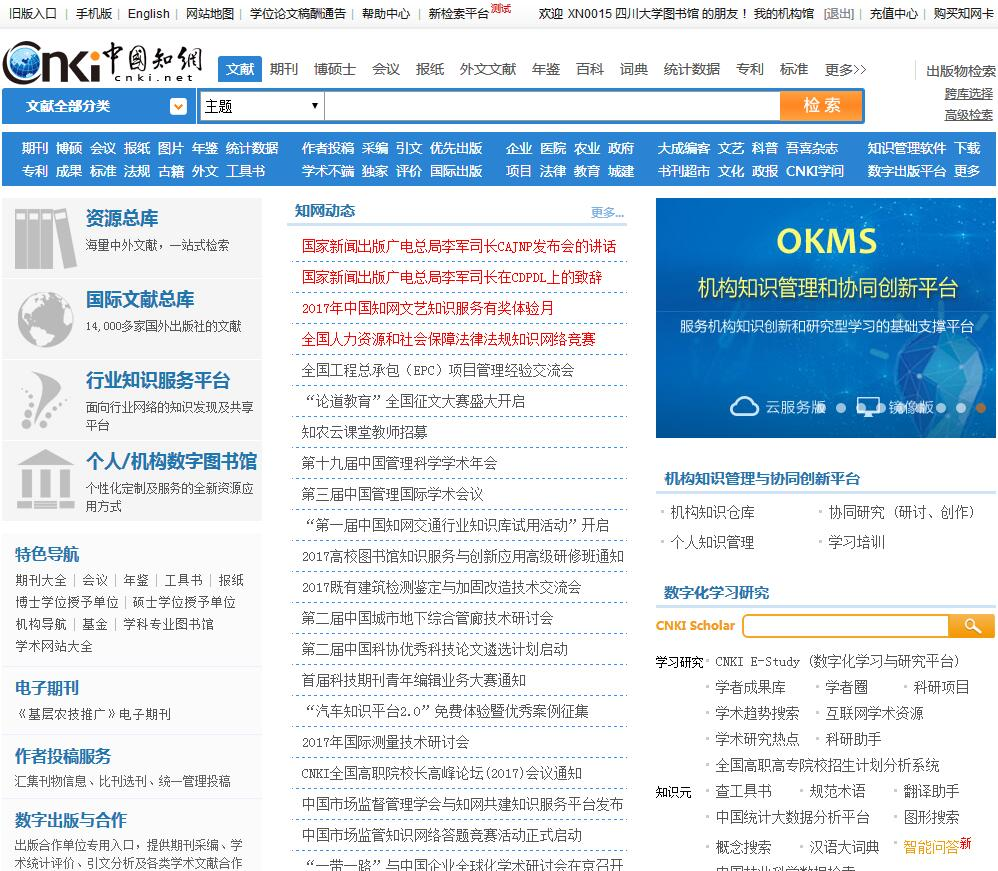 旧版入口 | 手机版 | English | 网站地图 | 学位论文稿酬通告 | 帮助中心 | 新检索平台 测试 欢迎 XN0015 四川大学图书馆 的朋友！ 我的机构馆 [退出] | 充值中心 | 购买知网卡
Cnki 中國知網
cnki.net
文献 期刊 博硕士 会议 报纸 外文文献 年鉴 百科 词典 统计数据 专利 标准 更多>>
出版物检索
跨库选择
高级检索
文献全部分类 主题 检 索
期刊 博硕 会议 报纸 图片 年鉴 统计数据 作者投稿 采编 引文 优先出版 企业 医院 农业 政府 大成编客 文艺 科普 吾喜杂志 知识管理软件 下载
专利 成果 标准 法规 古籍 外文 工具书 学术不端 独家 评价 国际出版 项目 法律 教育 城建 书刊超市 文化 政报 CNKI学问 数字出版平台 更多
资源总库
海量中外文献，一站式检索
国际文献总库
14,000多家国外出版社的文献
行业知识服务平台
面向行业网络的知识发现及共享
平台
个人/机构数字图书馆
个性化定制及服务的全新资源应
用方式
特色导航
期刊大全 | 会议 | 年鉴 | 工具书 | 报纸
博士学位授予单位 | 硕士学位授予单位
机构导航 | 基金 | 学科专业图书馆
学术网站大全
电子期刊
《基层农技推广》电子期刊
作者投稿服务
汇集刊物信息、比刊选刊、统一管理投稿
数字出版与合作
出版合作单位专用入口，提供期刊采编、学
术统计评价、引文分析及各类学术文献合作
知网动态 更多...
国家新闻出版广电总局李军司长CAJNP发布会的讲话
国家新闻出版广电总局李军司长在CDPDL上的致辞
2017年中国知网文艺知识服务有奖体验月
全国人力资源和社会保障法律法规知识网络竞赛
全国工程总承包（EPC）项目管理经验交流会
“论道教育”全国征文大赛盛大开启
知农云课堂教师招募
第十九届中国管理科学学术年会
第三届中国管理国际学术会议
“第一届中国知网交通行业知识库试用活动”开启
2017高校图书馆知识服务与创新应用高级研修班通知
2017既有建筑检测鉴定与加固改造技术交流会
第二届中国城市地下综合管廊技术研讨会
第二届中国科协优秀科技论文遴选计划启动
首届科技期刊青年编辑业务大赛通知
“汽车知识平台2.0”免费体验暨优秀案例征集
2017年国际测量技术研讨会
CNKI全国高职院校长高峰论坛(2017)会议通知
中国市场监督管理学会与知网共建知识服务平台发布
中国市场监管知识网络答题竞赛活动正式启动
“一带一路”与中国企业全球化学术研讨会在京召开
OKMS
机构知识管理和协同创新平台
服务机构知识创新和研究型学习的基础支撑平台
云服务版 镜像版
机构知识管理与协同创新平台
机构知识仓库 协同研究（研讨、创作）
个人知识管理 学习培训
数字化学习研究
CNKI Scholar
学习研究 CNKI E-Study（数字化学习与研究平台）
学者成果库 学者圈 科研项目
学术趋势搜索 互联网学术资源
学术研究热点 科研助手
全国高职高专院校招生计划分析系统
知识元 查工具书 规范术语 翻译助手
中国统计大数据分析平台 图形搜索
概念搜索 汉语大词典 智能问答 新